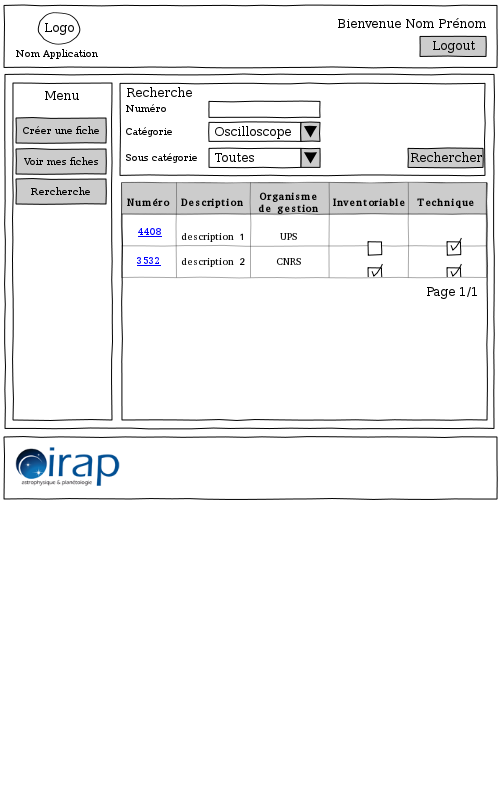 Logo
Nom Application
Bienvenue Nom Prénom
Logout
Menu
Créer une fiche
Voir mes fiches
Rercherche
Recherche
Numéro
Catégorie Oscilloscope
Sous catégorie Toutes
Rechercher
Numéro Description Organisme de gestion Inventoriable Technique
4408 description 1 UPS
3532 description 2 CNRS
Page 1/1
irap
astrophysique & planétologie